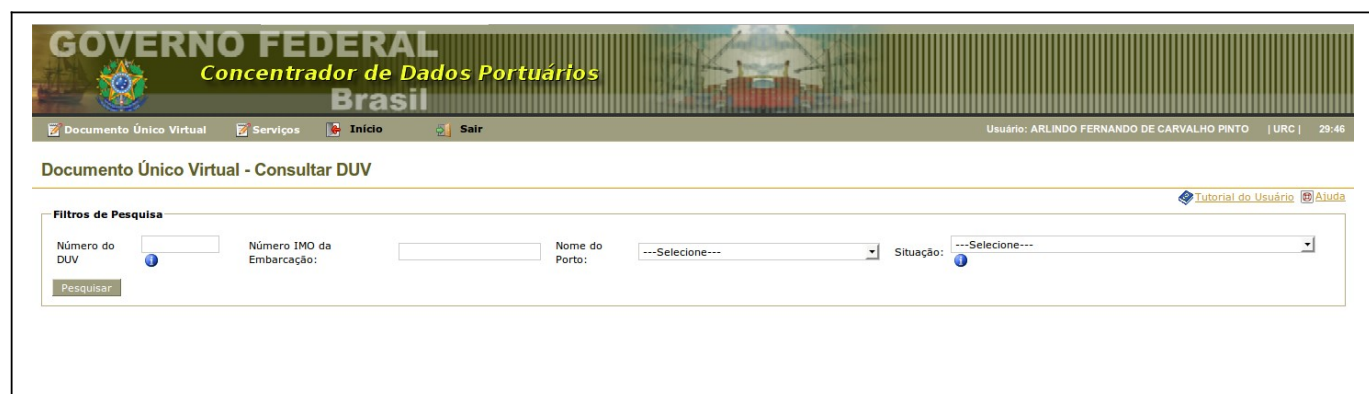 GOVERNO FEDERAL
Concentrador de Dados Portuários
Brasil
Documento Único Virtual Serviços Início Sair Usuário: ARLINDO FERNANDO DE CARVALHO PINTO | URC | 29:46
Documento Único Virtual - Consultar DUV
Tutorial do Usuário Ajuda
Filtros de Pesquisa
Número do DUV Número IMO da Embarcação: Nome do Porto: ---Selecione--- Situação: ---Selecione---
Pesquisar